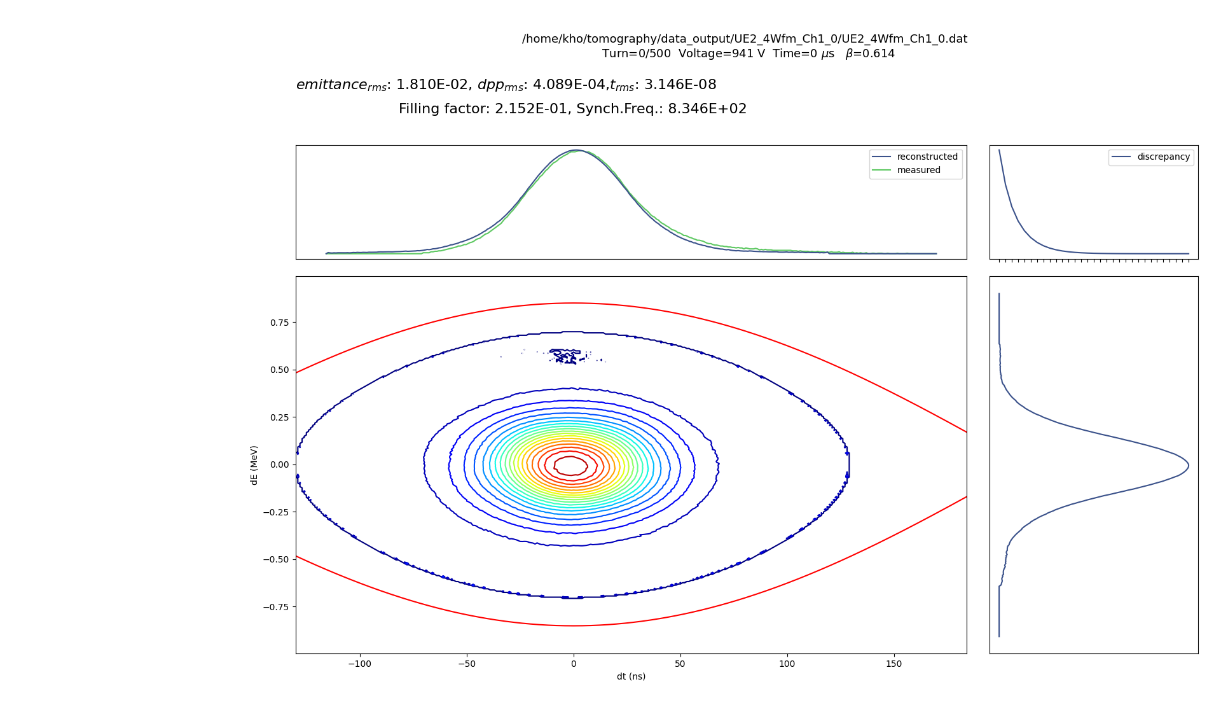 /home/kho/tomography/data_output/UE2_4Wfm_Ch1_0/UE2_4Wfm_Ch1_0.dat
Turn=0/500 Voltage=941 V Time=0 μs β=0.614
emittance_rms: 1.810E-02, dpp_rms: 4.089E-04,t_rms: 3.146E-08
Filling factor: 2.152E-01, Synch.Freq.: 8.346E+02
reconstructed
measured
discrepancy
0.75
0.50
0.25
0.00
−0.25
−0.50
−0.75
dE (MeV)
−100 −50 0 50 100 150
dt (ns)